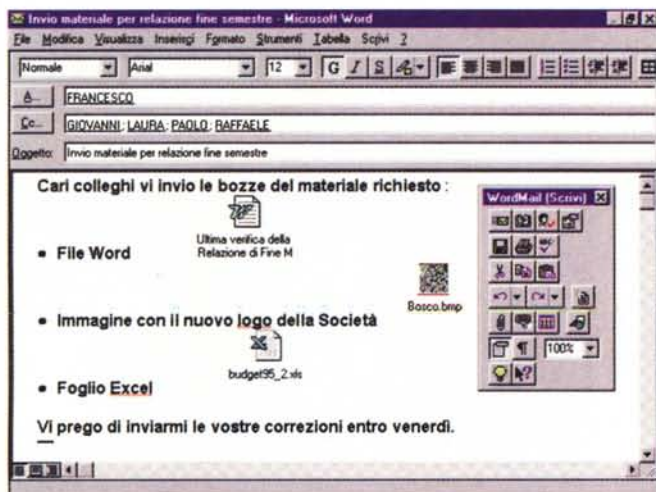 Invio materiale per relazione fine semestre - Microsoft Word
File Modifica Visualizza Inserisci Formato Strumenti Tabella Scrivi ?
Normale Arial 12 G I S
A... FRANCESCO
Cc... GIOVANNI; LAURA; PAOLO; RAFFAELE
Oggetto: Invio materiale per relazione fine semestre
Cari colleghi vi invio le bozze del materiale richiesto :
WordMail (Scrivi)
Ultima verifica della
Relazione di Fine M
• File Word
Bosco.bmp
• Immagine con il nuovo logo della Società
budget95_2.xls
100%
• Foglio Excel
Vi prego di inviarmi le vostre correzioni entro venerdì.